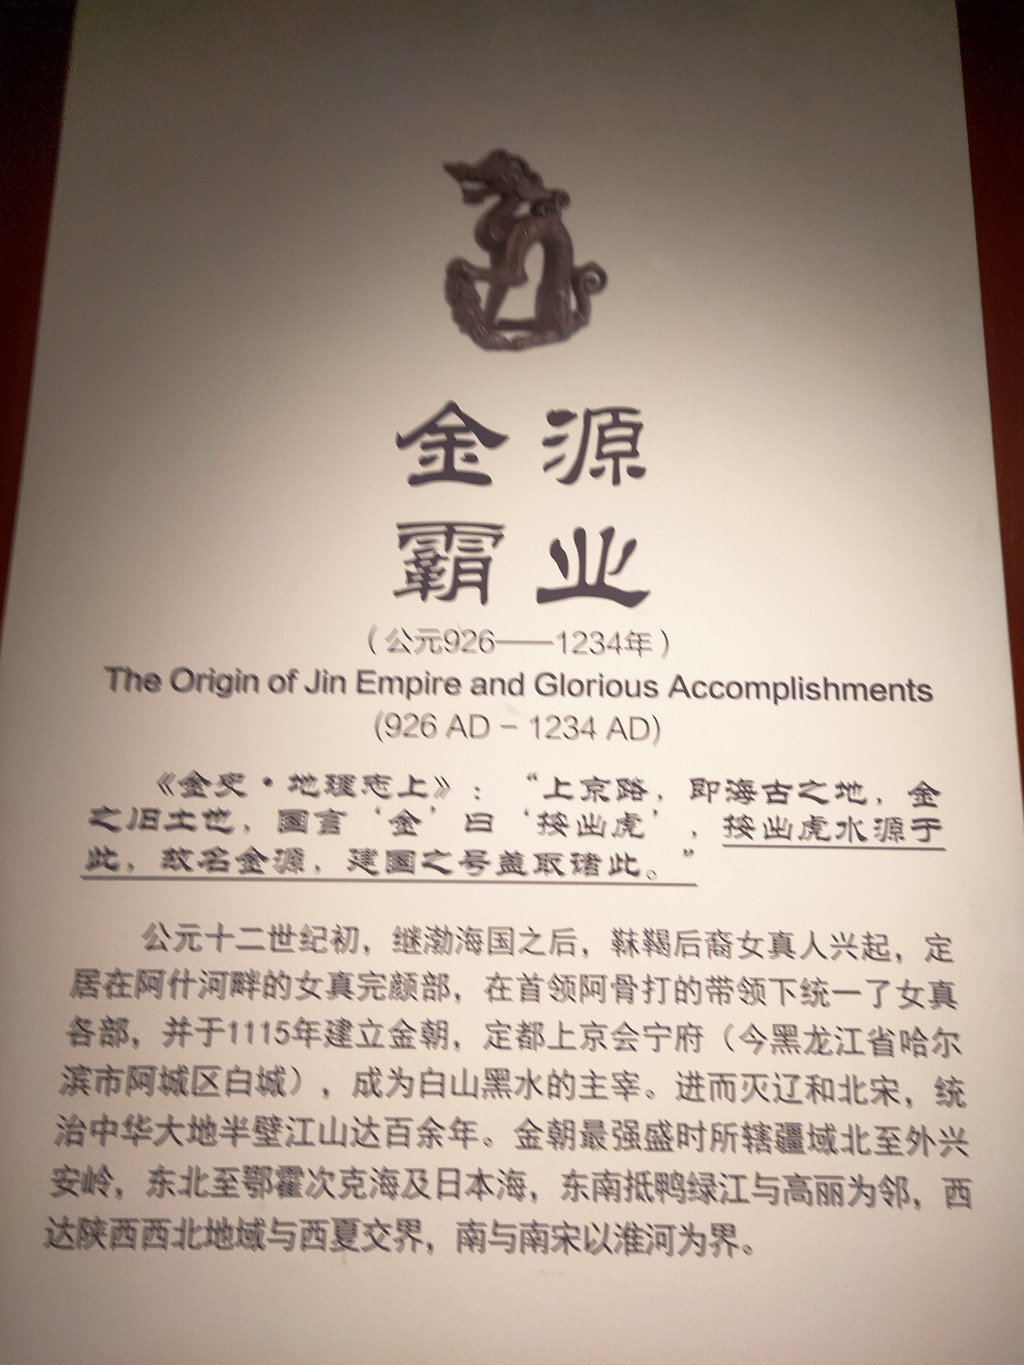 金源
霸业
（公元926——1234年）
The Origin of Jin Empire and Glorious Accomplishments
(926 AD – 1234 AD)
《金史·地理志上》：“上京路，即海古之地，金
之旧土也，国言‘金’曰‘按出虎’，按出虎水源于
此，故名金源，建国之号盖取诸此。”
公元十二世纪初，继渤海国之后，靺鞨后裔女真人兴起，定
居在阿什河畔的女真完颜部，在首领阿骨打的带领下统一了女真
各部，并于1115年建立金朝，定都上京会宁府（今黑龙江省哈尔
滨市阿城区白城），成为白山黑水的主宰。进而灭辽和北宋，统
治中华大地半壁江山达百余年。金朝最强盛时所辖疆域北至外兴
安岭，东北至鄂霍次克海及日本海，东南抵鸭绿江与高丽为邻，西
达陕西西北地域与西夏交界，南与南宋以淮河为界。